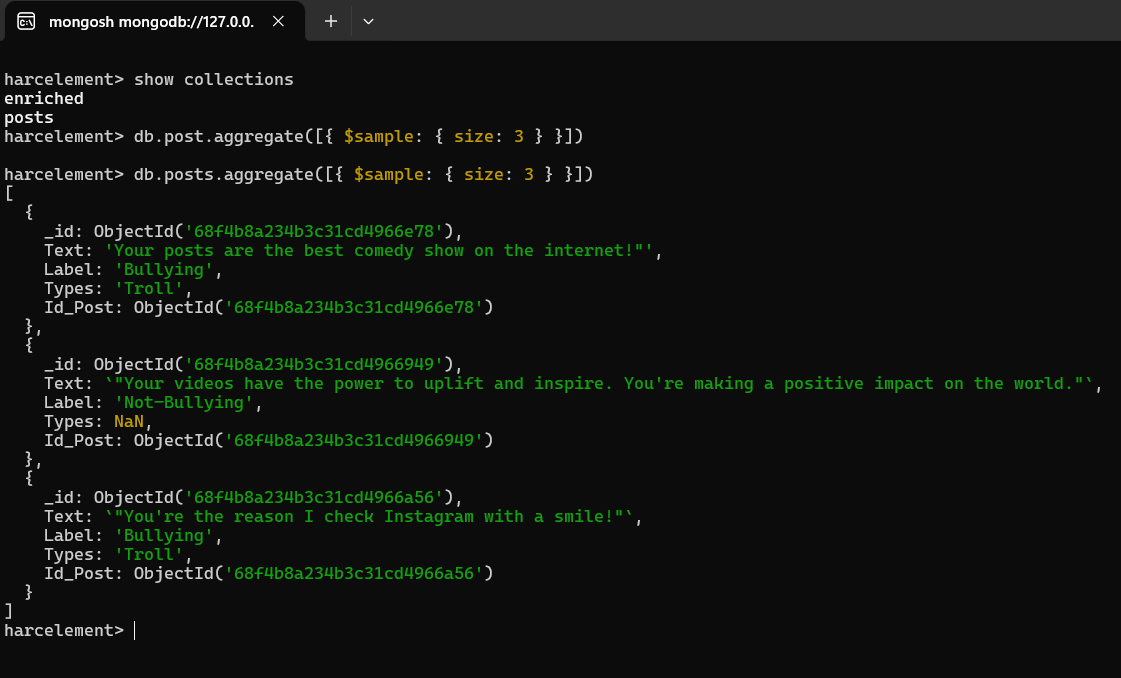 mongosh mongodb://127.0.0.
harcelement> show collections
enriched
posts
harcelement> db.post.aggregate([{ $sample: { size: 3 } }])
harcelement> db.posts.aggregate([{ $sample: { size: 3 } }])
[
  {
    _id: ObjectId('68f4b8a234b3c31cd4966e78'),
    Text: 'Your posts are the best comedy show on the internet!"',
    Label: 'Bullying',
    Types: 'Troll',
    Id_Post: ObjectId('68f4b8a234b3c31cd4966e78')
  },
  {
    _id: ObjectId('68f4b8a234b3c31cd4966949'),
    Text: `"Your videos have the power to uplift and inspire. You're making a positive impact on the world."`,
    Label: 'Not-Bullying',
    Types: NaN,
    Id_Post: ObjectId('68f4b8a234b3c31cd4966949')
  },
  {
    _id: ObjectId('68f4b8a234b3c31cd4966a56'),
    Text: `"You're the reason I check Instagram with a smile!"`,
    Label: 'Bullying',
    Types: 'Troll',
    Id_Post: ObjectId('68f4b8a234b3c31cd4966a56')
  }
]
harcelement>